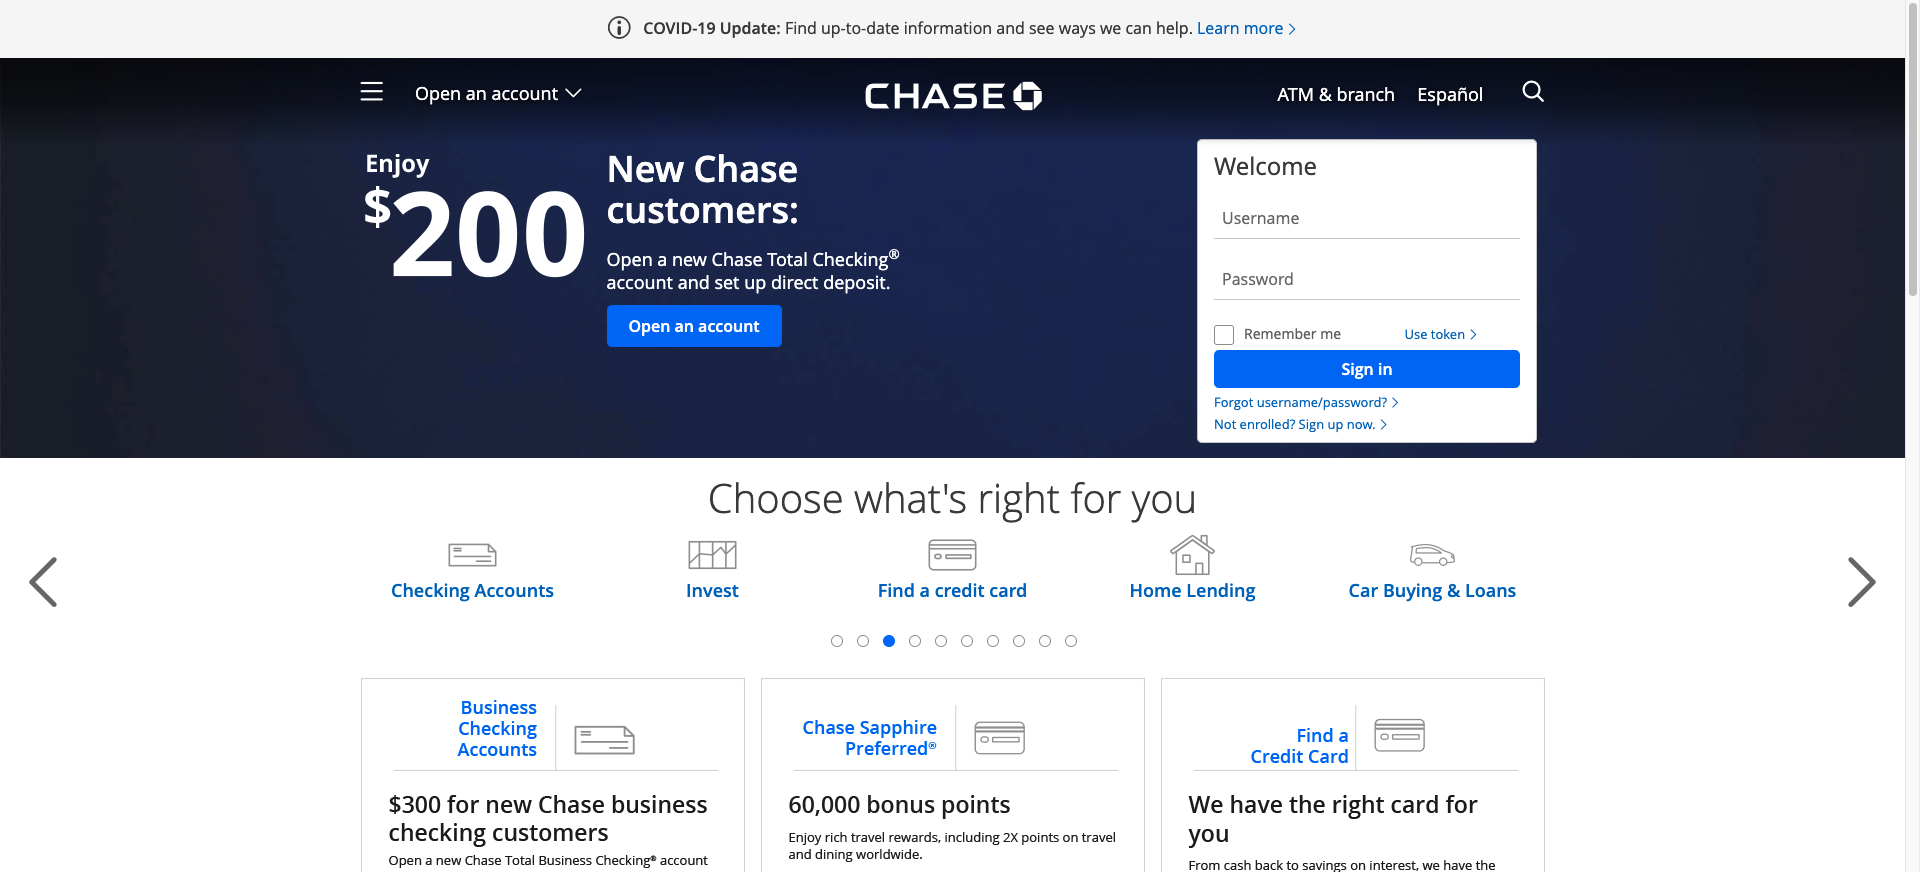 COVID-19 Update: Find up-to-date information and see ways we can help. Learn more
Open an account
CHASE
ATM & branch
Español
Enjoy
$200
New Chase
customers:
Open a new Chase Total Checking®
account and set up direct deposit.
Open an account
Welcome
Username
Password
Remember me
Use token
Sign in
Forgot username/password?
Not enrolled? Sign up now.
Choose what's right for you
Checking Accounts
Invest
Find a credit card
Home Lending
Car Buying & Loans
Business
Checking
Accounts
$300 for new Chase business
checking customers
Open a new Chase Total Business Checking® account
Chase Sapphire
Preferred®
60,000 bonus points
Enjoy rich travel rewards, including 2X points on travel
and dining worldwide.
Find a
Credit Card
We have the right card for
you
From cash back to savings on interest, we have the